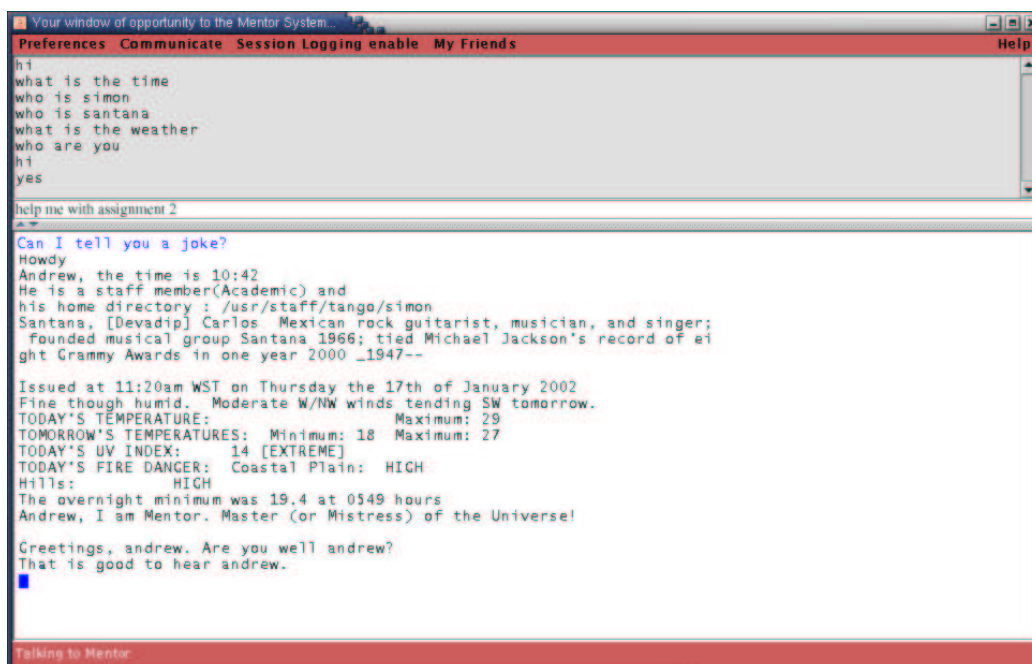 Your window of opportunity to the Mentor System...
Preferences Communicate Session Logging enable My Friends Help
hi
what is the time
who is simon
who is santana
what is the weather
who are you
hi
yes
help me with assignment 2
Can I tell you a joke?
Howdy
Andrew, the time is 10:42
He is a staff member(Academic) and
his home directory : /usr/staff/tango/simon
Santana, [Devadip] Carlos Mexican rock guitarist, musician, and singer;
founded musical group Santana 1966; tied Michael Jackson's record of ei
ght Grammy Awards in one year 2000 _1947--
Issued at 11:20am WST on Thursday the 17th of January 2002
Fine though humid. Moderate W/NW winds tending SW tomorrow.
TODAY'S TEMPERATURE: Maximum: 29
TOMORROW'S TEMPERATURES: Minimum: 18 Maximum: 27
TODAY'S UV INDEX: 14 [EXTREME]
TODAY'S FIRE DANGER: Coastal Plain: HIGH
Hills: HIGH
The overnight minimum was 19.4 at 0549 hours
Andrew, I am Mentor. Master (or Mistress) of the Universe!
Greetings, andrew. Are you well andrew?
That is good to hear andrew.
Talking to Mentor